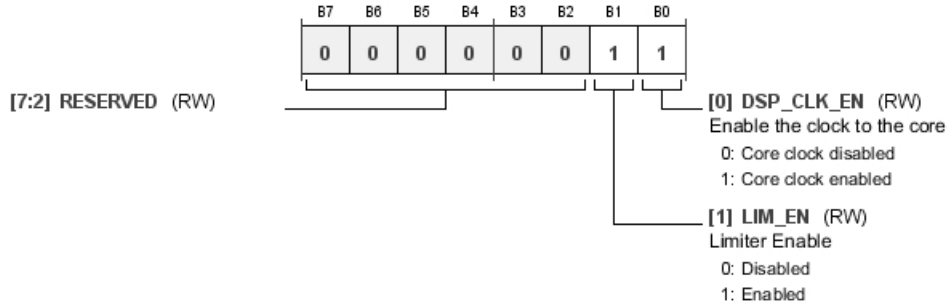 B7 B6 B5 B4 B3 B2 B1 B0
0 0 0 0 0 0 1 1
[7:2] RESERVED (RW)
[0] DSP_CLK_EN (RW)
Enable the clock to the core
0: Core clock disabled
1: Core clock enabled
[1] LIM_EN (RW)
Limiter Enable
0: Disabled
1: Enabled